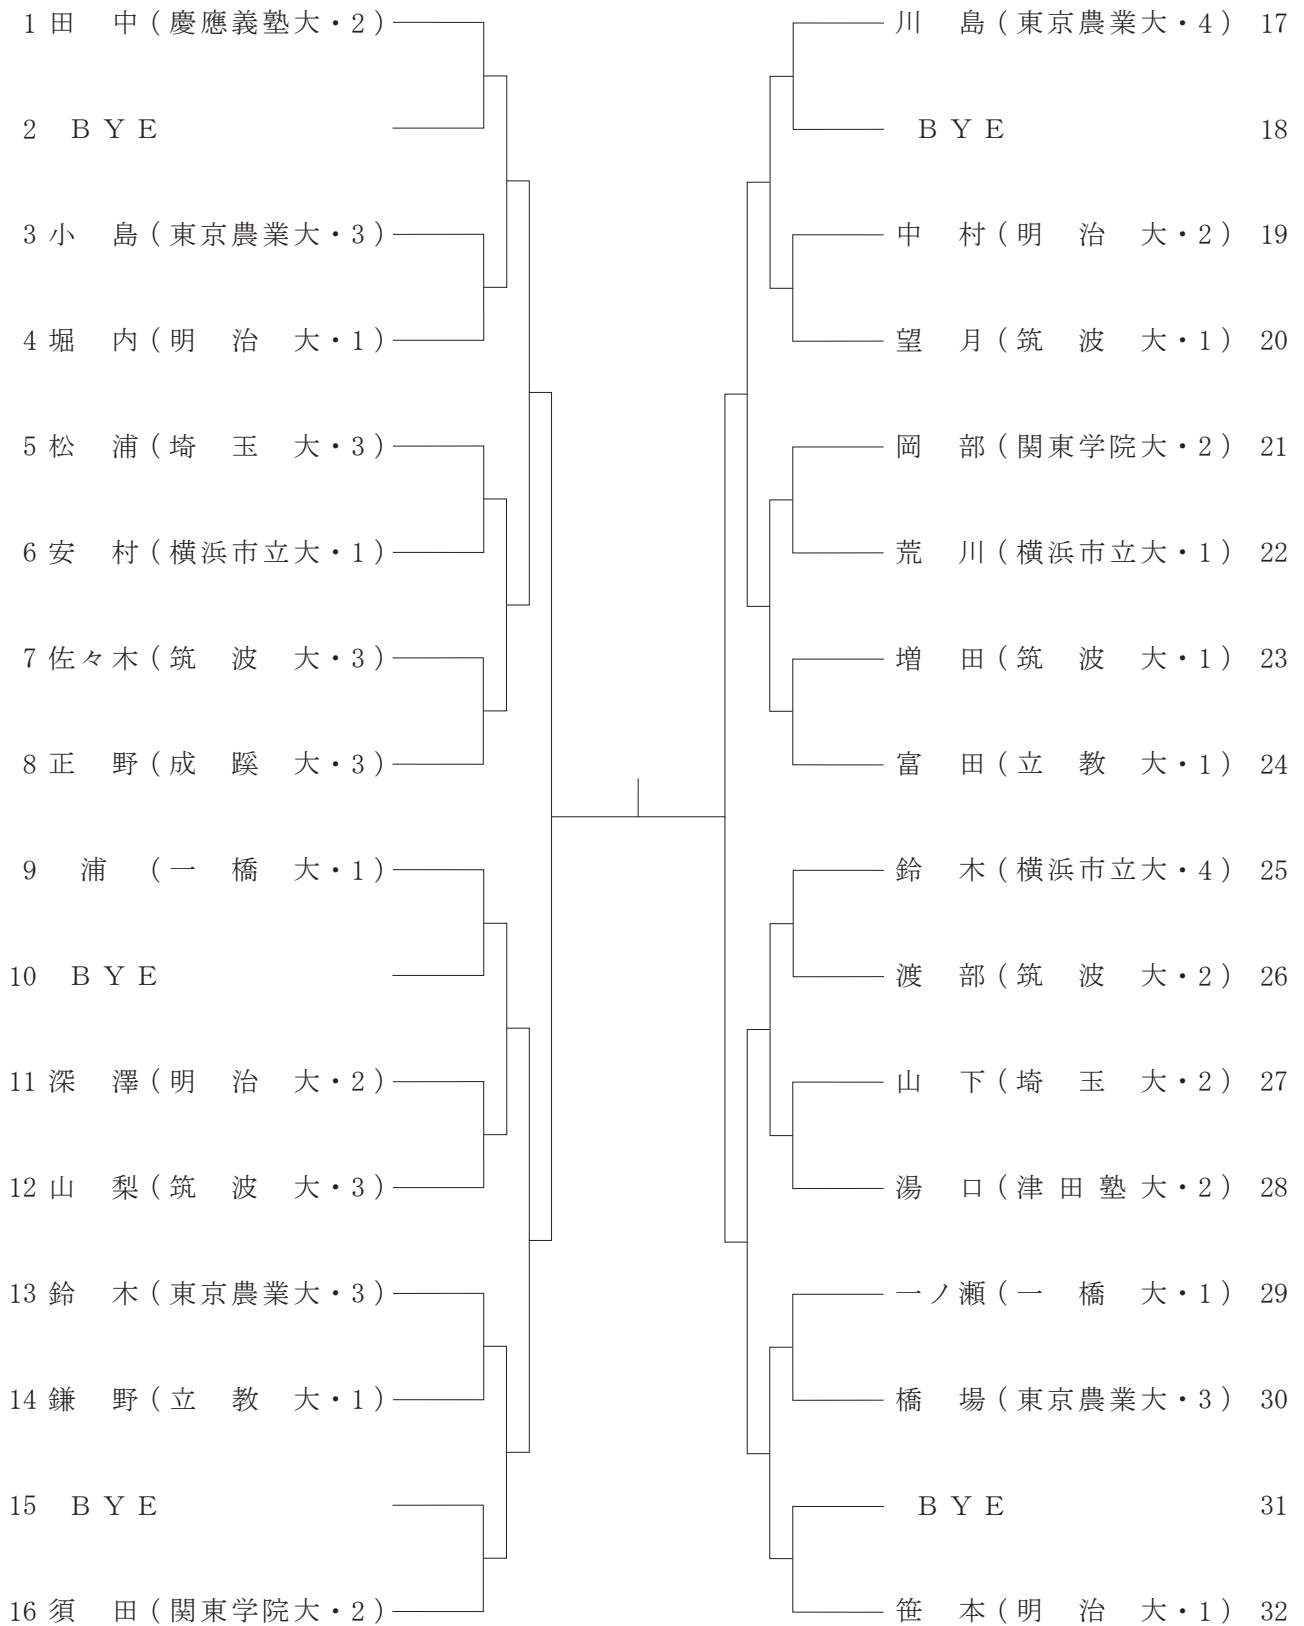 1 田　中（慶應義塾大・2）
2　ＢＹＥ
3 小　島（東京農業大・3）
4 堀　内（明　治　大・1）
5 松　浦（埼　玉　大・3）
6 安　村（横浜市立大・1）
7 佐々木（筑　波　大・3）
8 正　野（成　蹊　大・3）
9　浦　（一　橋　大・1）
10　ＢＹＥ
11 深　澤（明　治　大・2）
12 山　梨（筑　波　大・3）
13 鈴　木（東京農業大・3）
14 鎌　野（立　教　大・1）
15　ＢＹＥ
16 須　田（関東学院大・2）
川　島（東京農業大・4） 17
ＢＹＥ 18
中　村（明　治　大・2） 19
望　月（筑　波　大・1） 20
岡　部（関東学院大・2） 21
荒　川（横浜市立大・1） 22
増　田（筑　波　大・1） 23
富　田（立　教　大・1） 24
鈴　木（横浜市立大・4） 25
渡　部（筑　波　大・2） 26
山　下（埼　玉　大・2） 27
湯　口（津 田 塾 大・2） 28
一ノ瀬（一　橋　大・1） 29
橋　場（東京農業大・3） 30
ＢＹＥ 31
笹　本（明　治　大・1） 32